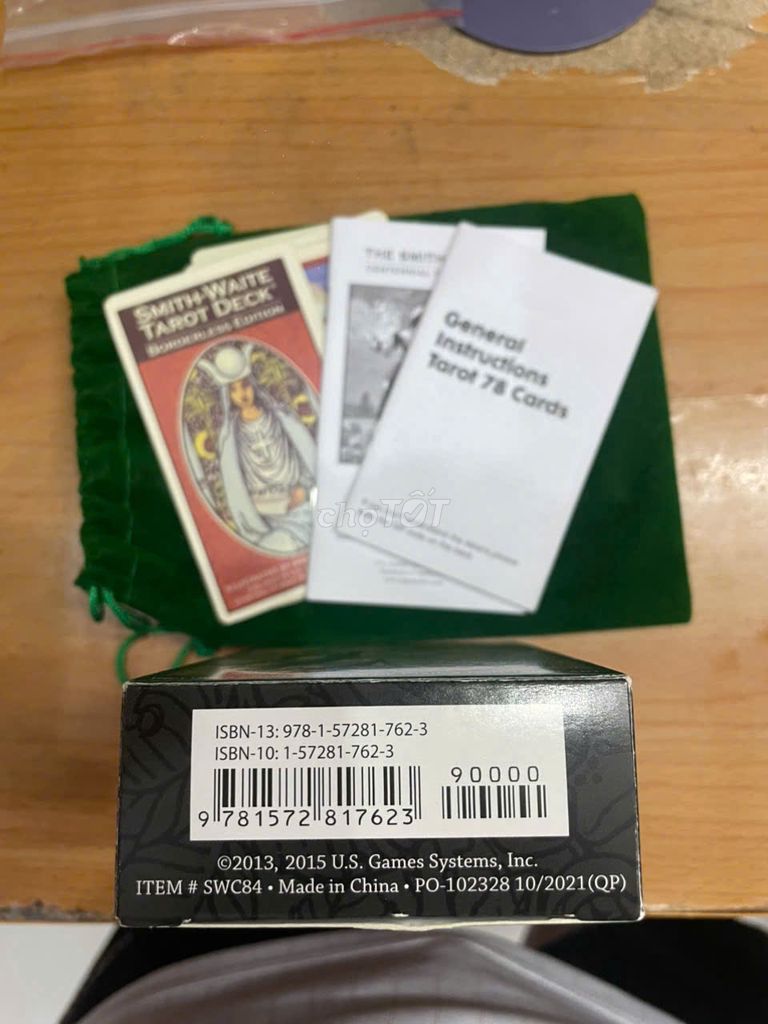 SMITH-WAITE
TAROT DECK
BORDERLESS EDITION
THE SMITH
CENTENNIAL
General
Instructions
Tarot 78 Cards
chợTỐT
ISBN-13: 978-1-57281-762-3
ISBN-10: 1-57281-762-3
90000
9 781572 817623
©2013, 2015 U.S. Games Systems, Inc.
ITEM # SWC84 • Made in China • PO-102328 10/2021(QP)